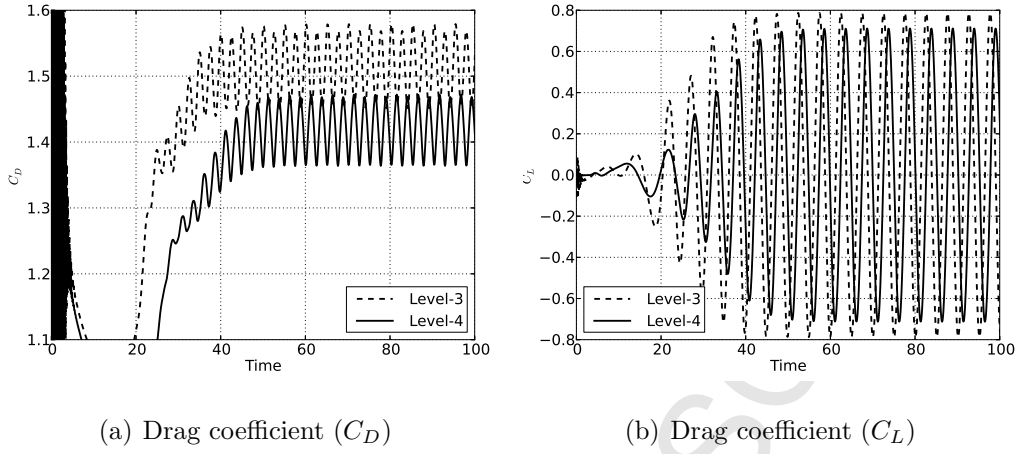 1.6
1.5
1.4
1.3
1.2
1.1
C_D
0 20 40 60 80 100
Time
Level-3
Level-4
0.8
0.6
0.4
0.2
0.0
−0.2
−0.4
−0.6
−0.8
C_L
0 20 40 60 80 100
Time
Level-3
Level-4
(a) Drag coefficient (C_D)
(b) Drag coefficient (C_L)